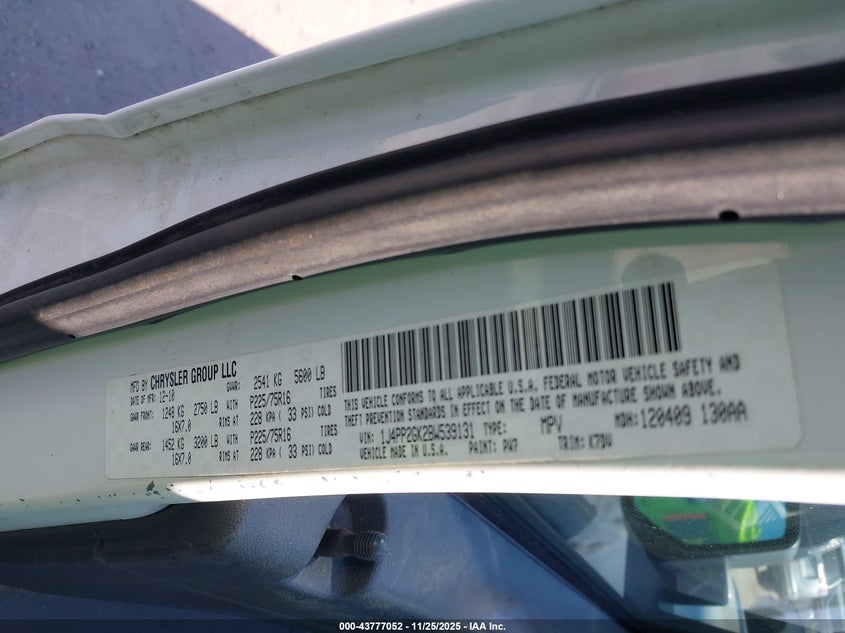 MFD BY CHRYSLER GROUP LLC
DATE OF MFR: 12-10 GVWR: 2541 KG 5600 LB
GAWR FRONT: 1248 KG 2750 LB WITH P225/75R16 TIRES
16X7.0 RIMS AT 228 KPA ( 33 PSI) COLD
GAWR REAR: 1452 KG 3200 LB WITH P225/75R16 TIRES
16X7.0 RIMS AT 228 KPA ( 33 PSI) COLD
THIS VEHICLE CONFORMS TO ALL APPLICABLE U.S.A. FEDERAL MOTOR VEHICLE SAFETY AND
THEFT PREVENTION STANDARDS IN EFFECT ON THE DATE OF MANUFACTURE SHOWN ABOVE.
VIN: 1J4PP2GK2BW539131 TYPE: MPV MDH: 120409 130AA
VEHICLE MADE IN U.S.A. PAINT: PW7 TRIM: K7DV
000-43777052 - 11/25/2025 - IAA Inc.